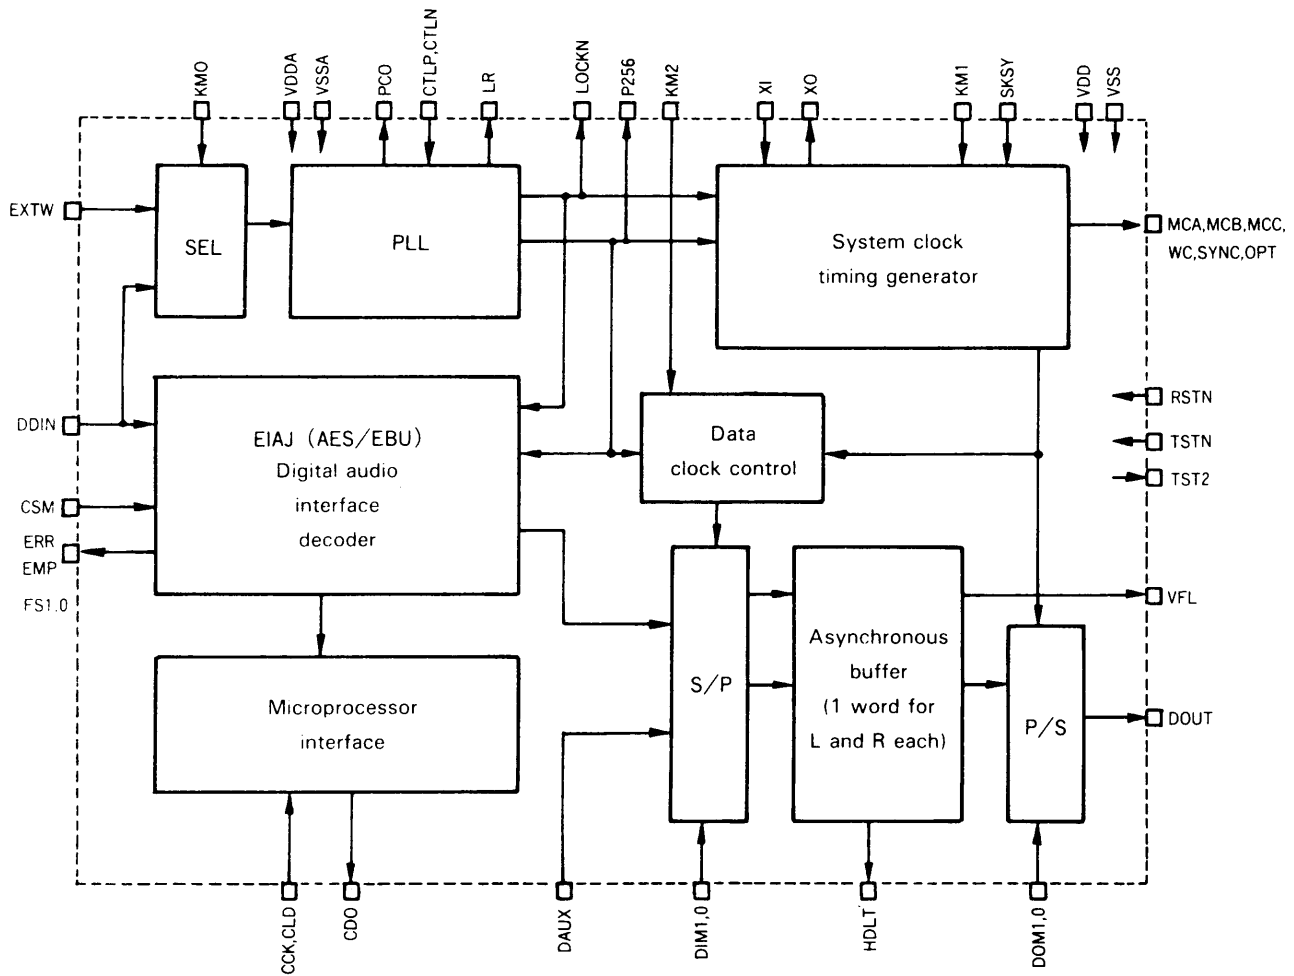 KM0
VDDA
VSSA
PCO
CTLP,CTLN
LR
LOCKN
P256
KM2
XI
XO
KM1
SKSY
VDD
VSS
EXTW
SEL
PLL
System clock
timing generator
MCA,MCB,MCC,
WC,SYNC,OPT
DDIN
EIAJ (AES/EBU)
Digital audio
interface
decoder
Data
clock control
RSTN
TSTN
TST2
CSM
ERR
EMP
FS1.0
S/P
Asynchronous
buffer
(1 word for
L and R each)
VFL
P/S
DOUT
Microprocessor
interface
CCK,CLD
CDO
DAUX
DIM1,0
HDLT
DOM1,0